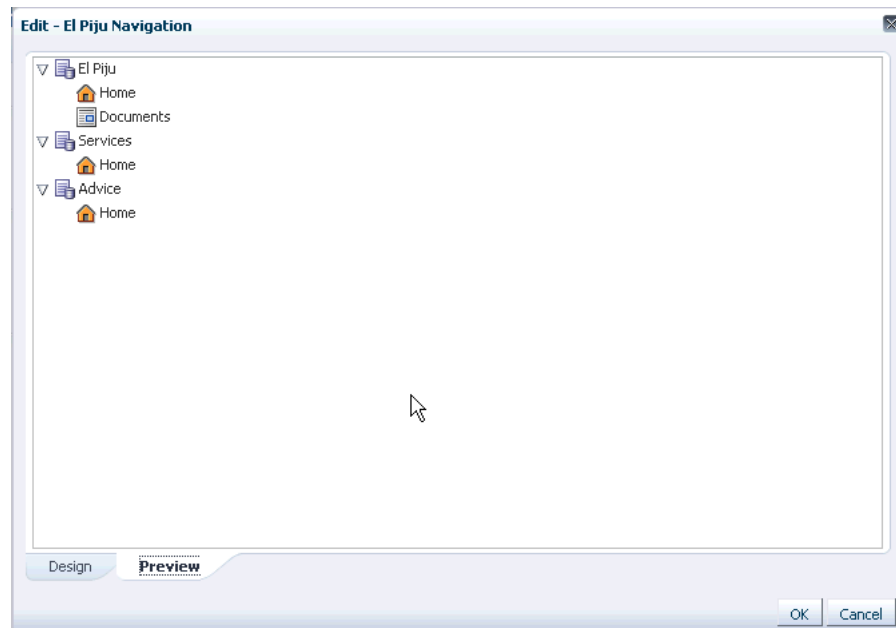 Edit - El Piju Navigation
El Piju
Home
Documents
Services
Home
Advice
Home
Design Preview
OK Cancel